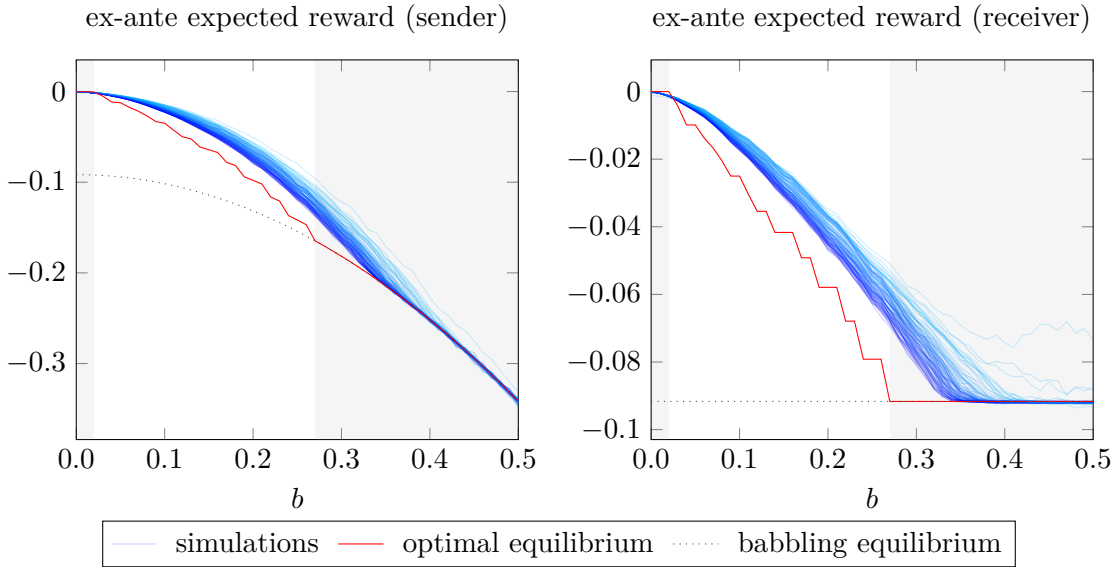 ex-ante expected reward (sender)
0
−0.1
−0.2
−0.3
0.0 0.1 0.2 0.3 0.4 0.5
b
ex-ante expected reward (receiver)
0
−0.02
−0.04
−0.06
−0.08
−0.1
0.0 0.1 0.2 0.3 0.4 0.5
b
simulations optimal equilibrium babbling equilibrium